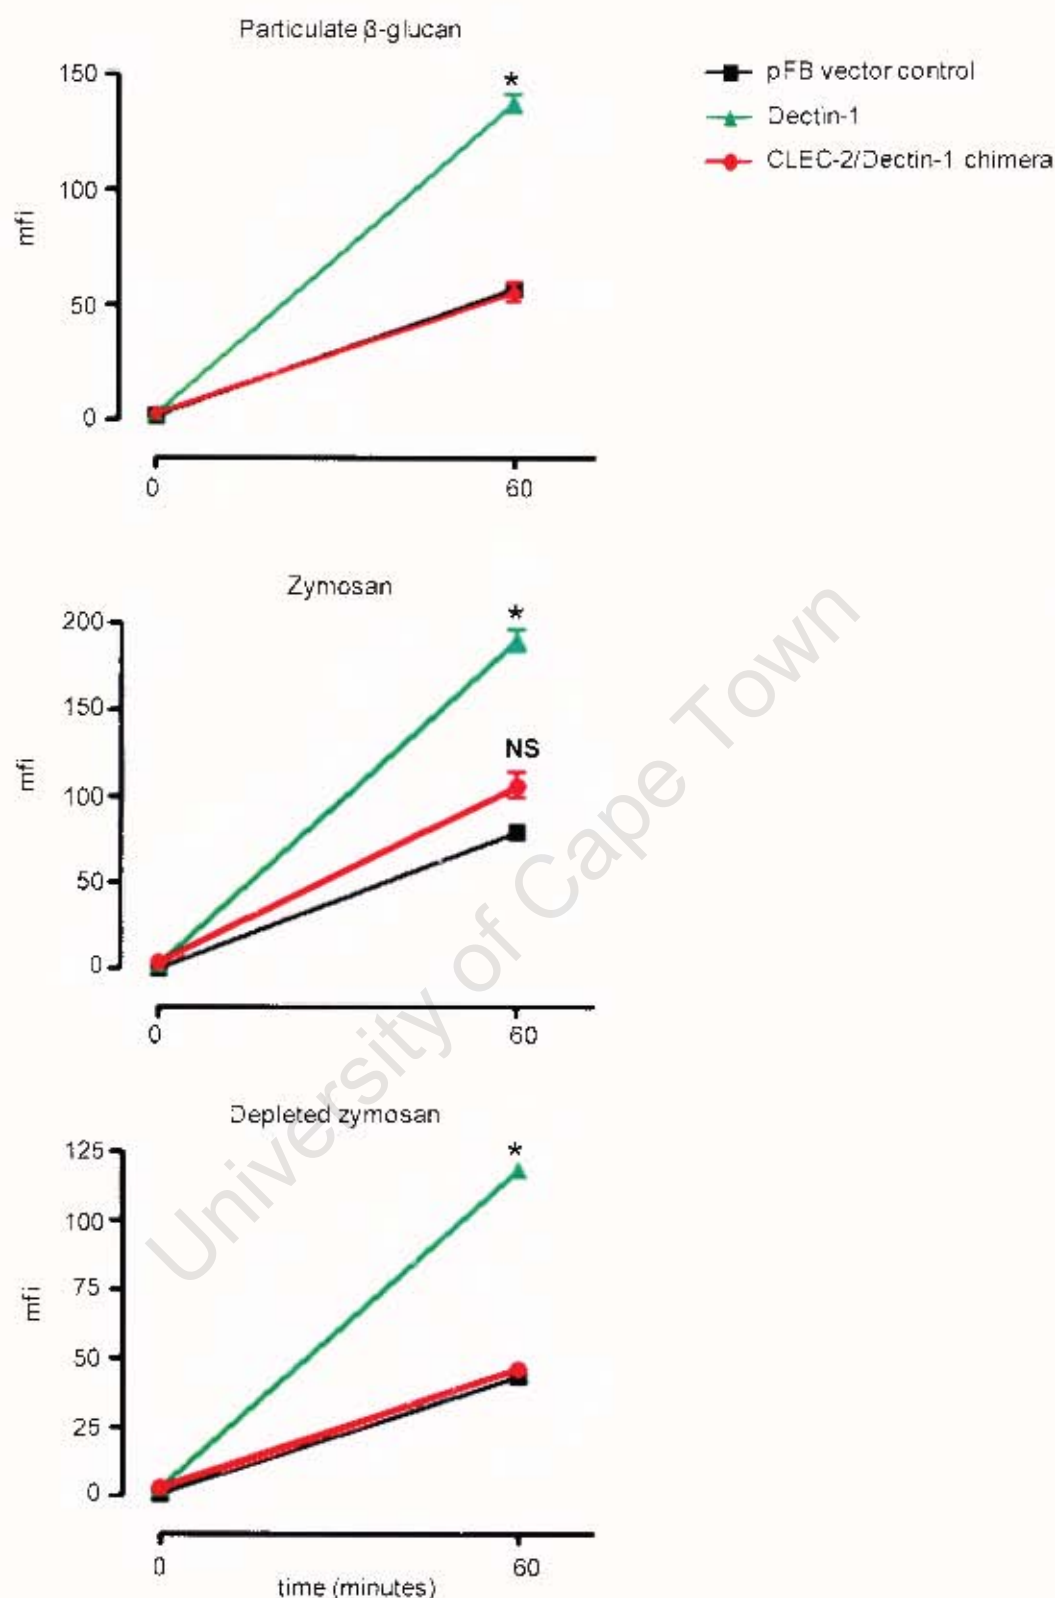 Particulate β-glucan
150
100
50
0
mfi
*
0
60
pFB vector control
Dectin-1
CLEC-2/Dectin-1 chimera
Zymosan
200
150
100
50
0
mfi
*
NS
0
60
Depleted zymosan
125
100
75
50
25
0
mfi
*
0
60
time (minutes)
University of Cape Town